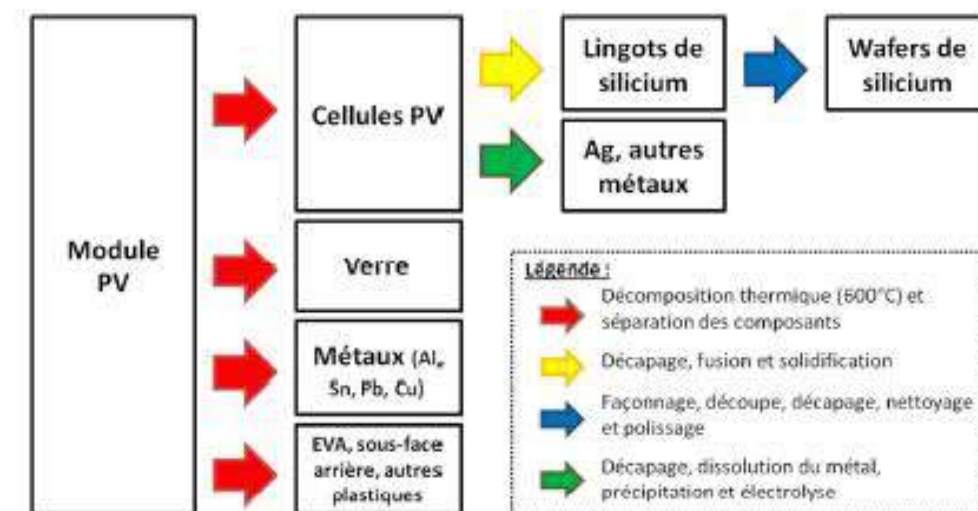 Module
PV
Cellules PV
Lingots de
silicium
Wafers de
silicium
Ag, autres
métaux
Verre
Métaux (Al,
Sn, Pb, Cu)
EVA, sous-face
arrière, autres
plastiques
Légende :
Décomposition thermique (600°C) et
séparation des composants
Décapage, fusion et solidification
Façonnage, découpe, décapage, nettoyage
et polissage
Décapage, dissolution du métal,
précipitation et électrolyse